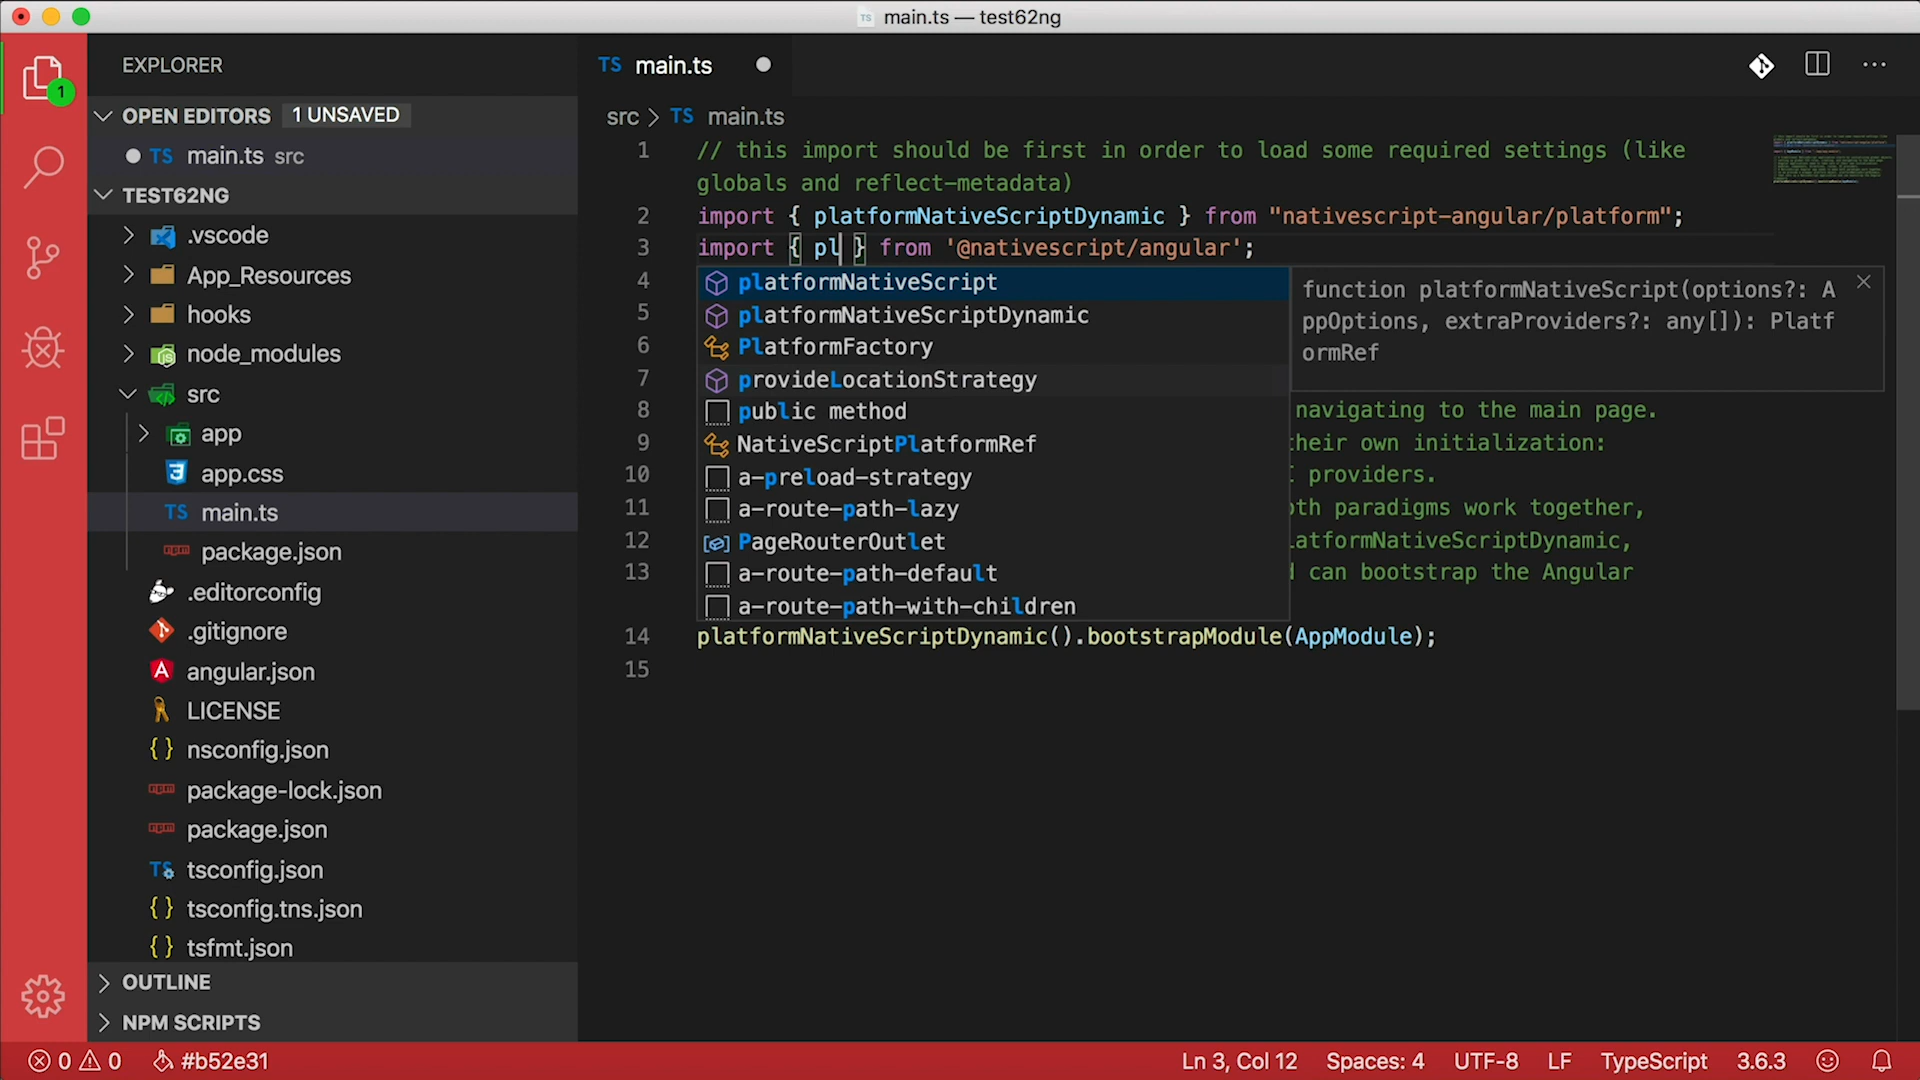 main.ts — test62ng
EXPLORER
OPEN EDITORS 1 UNSAVED
TS main.ts src
TEST62NG
.vscode
App_Resources
hooks
node_modules
src
app
app.css
TS main.ts
package.json
.editorconfig
.gitignore
angular.json
LICENSE
{ } nsconfig.json
package-lock.json
package.json
TS tsconfig.json
{ } tsconfig.tns.json
{ } tsfmt.json
OUTLINE
NPM SCRIPTS
1
TS main.ts
src > TS main.ts
1 // this import should be first in order to load some required settings (like
globals and reflect-metadata)
2 import { platformNativeScriptDynamic } from "nativescript-angular/platform";
3 import { pl } from '@nativescript/angular';
4 platformNativeScript
5 platformNativeScriptDynamic
6 PlatformFactory
7 provideLocationStrategy
8 public method navigating to the main page.
9 NativeScriptPlatformRef their own initialization:
10 a-preload-strategy providers.
11 a-route-path-lazy oth paradigms work together,
12 PageRouterOutlet latformNativeScriptDynamic,
13 a-route-path-default can bootstrap the Angular
a-route-path-with-children
function platformNativeScript(options?: A
ppOptions, extraProviders?: any[]): Platf
ormRef
14 platformNativeScriptDynamic().bootstrapModule(AppModule);
15
0 0 #b52e31 Ln 3, Col 12 Spaces: 4 UTF-8 LF TypeScript 3.6.3